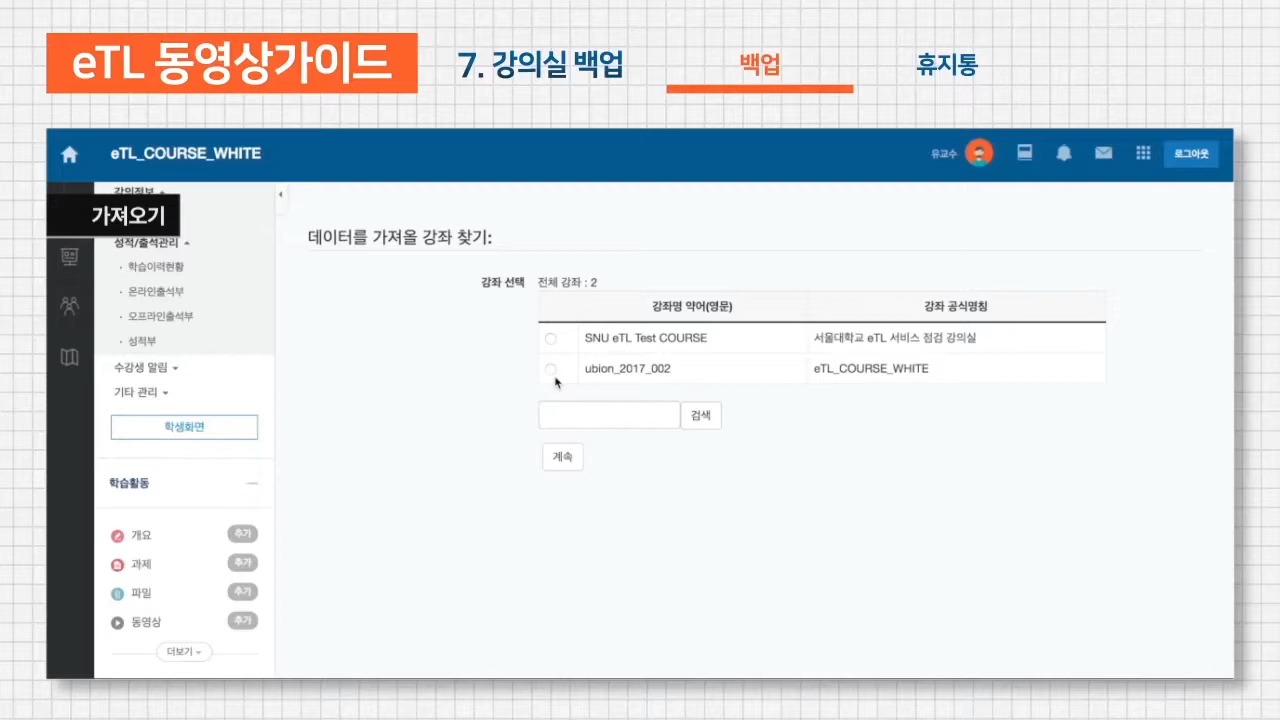 eTL 동영상가이드
7. 강의실 백업
백업
휴지통
eTL_COURSE_WHITE
유교수
로그아웃
강의정보
가져오기
성적/출석관리
· 학습이력현황
· 온라인출석부
· 오프라인출석부
· 성적부
수강생 알림
기타 관리
학생화면
학습활동
개요 추가
과제 추가
파일 추가
동영상 추가
더보기
데이터를 가져올 강좌 찾기:
강좌 선택 전체 강좌 : 2
강좌명 약어(영문) 강좌 공식명칭
SNU eTL Test COURSE 서울대학교 eTL 서비스 점검 강의실
ubion_2017_002 eTL_COURSE_WHITE
검색
계속